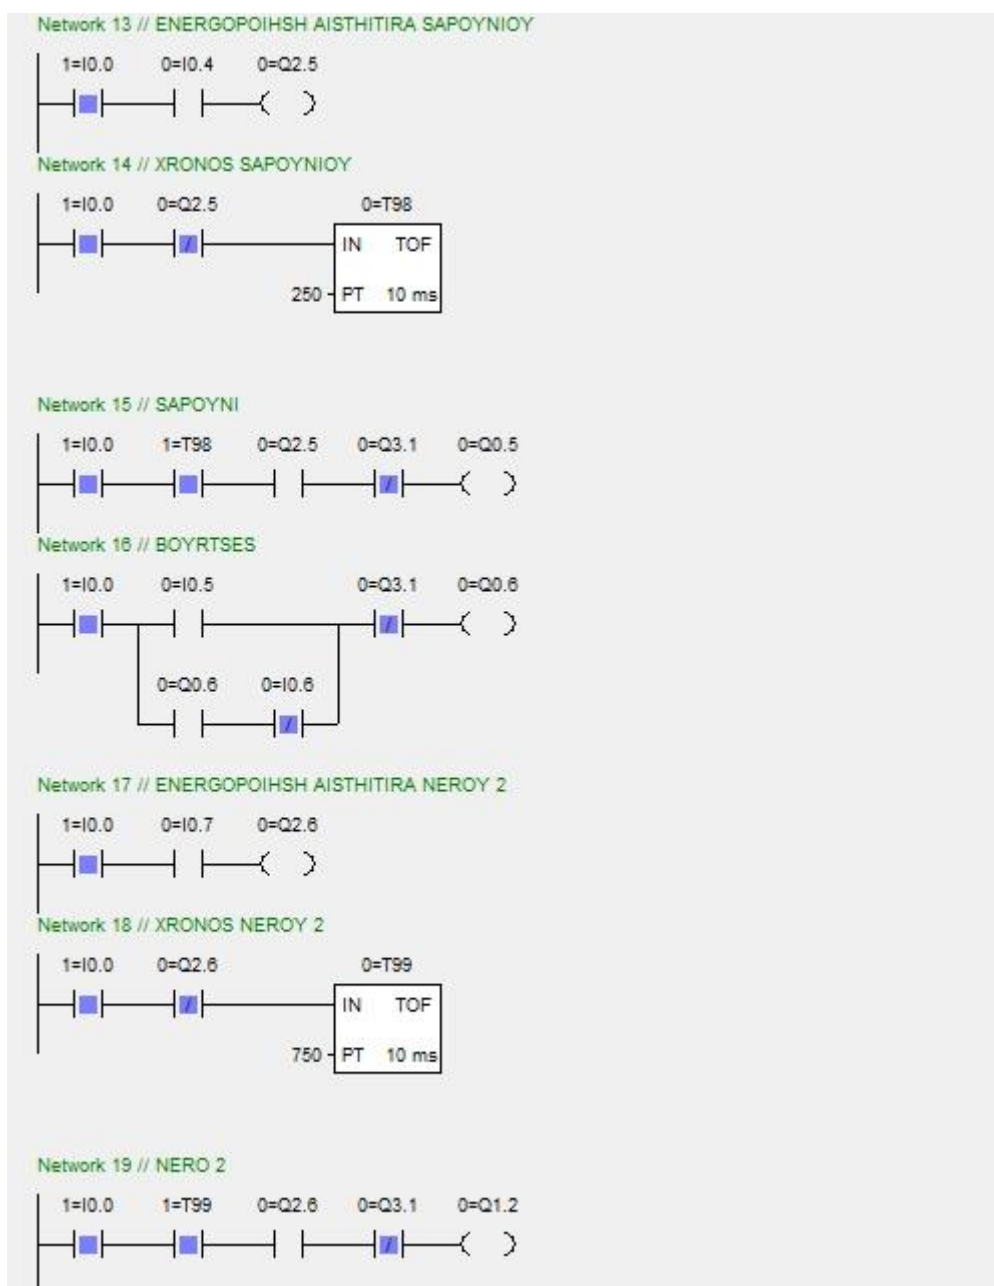 Network 13 // ENERGOPOIHSH AISTHITIRA SAPOYNIOY
1=I0.0 0=I0.4 0=Q2.5
Network 14 // XRONOS SAPOYNIOY
1=I0.0 0=Q2.5 0=T98
IN TOF
250 PT 10 ms
Network 15 // SAPOYNI
1=I0.0 1=T98 0=Q2.5 0=Q3.1 0=Q0.5
Network 16 // BOYRTSES
1=I0.0 0=I0.5 0=Q3.1 0=Q0.6
0=Q0.6 0=I0.6
Network 17 // ENERGOPOIHSH AISTHITIRA NEROY 2
1=I0.0 0=I0.7 0=Q2.6
Network 18 // XRONOS NEROY 2
1=I0.0 0=Q2.6 0=T99
IN TOF
750 PT 10 ms
Network 19 // NERO 2
1=I0.0 1=T99 0=Q2.6 0=Q3.1 0=Q1.2